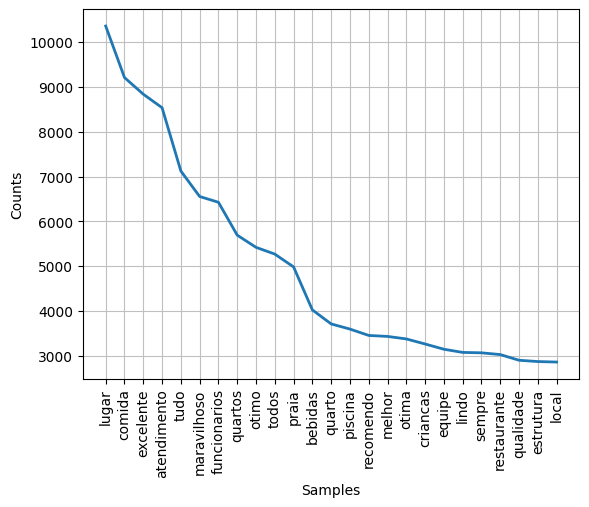 10000
9000
8000
7000
6000
5000
4000
3000
Counts
lugar
comida
excelente
atendimento
tudo
maravilhoso
funcionarios
quartos
otimo
todos
praia
bebidas
quarto
piscina
recomendo
melhor
otima
criancas
equipe
lindo
sempre
restaurante
qualidade
estrutura
local
Samples